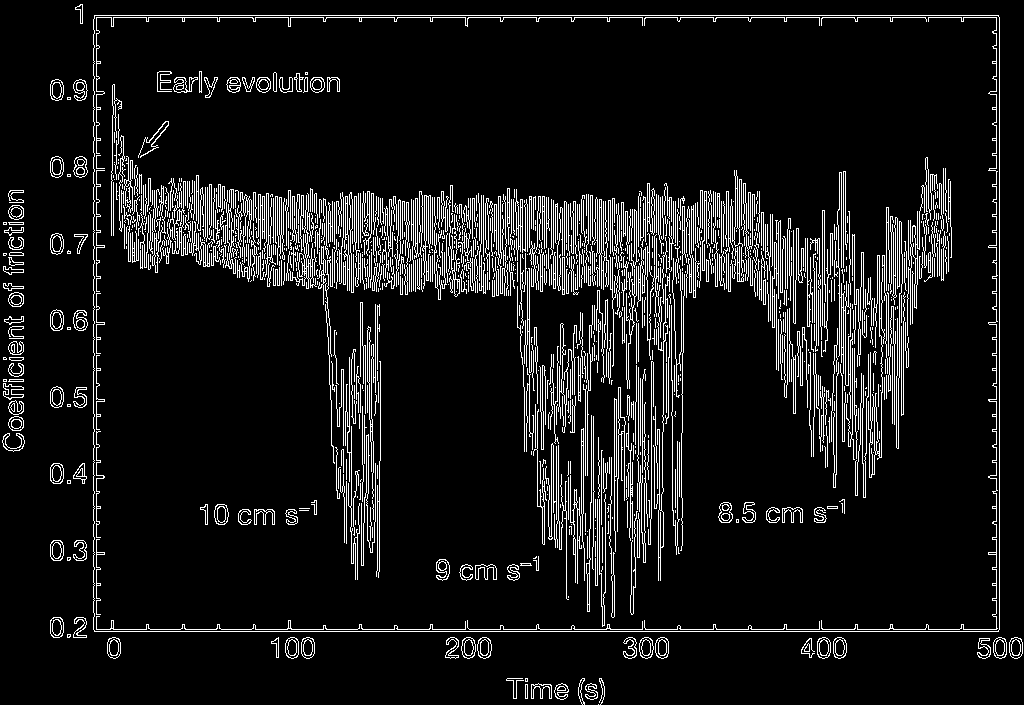 1
0.9
Early evolution
0.8
0.7
0.6
0.5
0.4
0.3
0.2
Coefficient of friction
10 cm s⁻¹
9 cm s⁻¹
8.5 cm s⁻¹
0 100 200 300 400 500
Time (s)